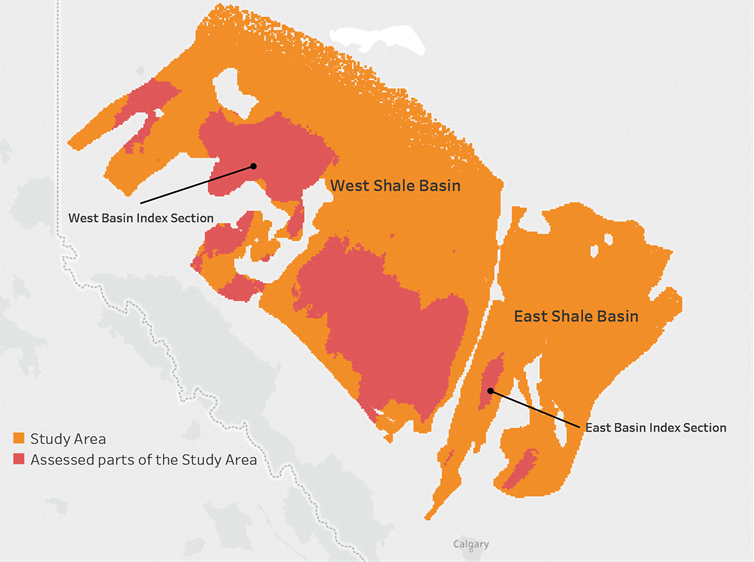 West Shale Basin
West Basin Index Section
East Shale Basin
East Basin Index Section
Study Area
Assessed parts of the Study Area
Calgary